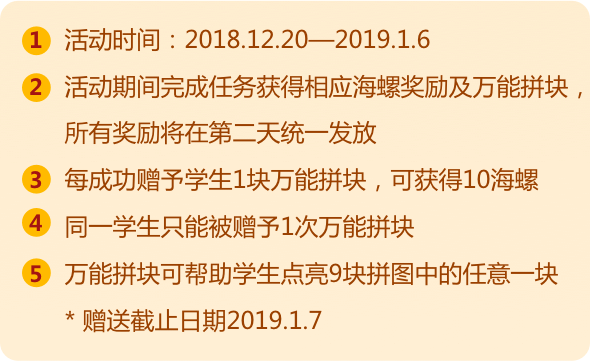 1 活动时间：2018.12.20—2019.1.6
2 活动期间完成任务获得相应海螺奖励及万能拼块，
所有奖励将在第二天统一发放
3 每成功赠予学生1块万能拼块，可获得10海螺
4 同一学生只能被赠予1次万能拼块
5 万能拼块可帮助学生点亮9块拼图中的任意一块
* 赠送截止日期2019.1.7